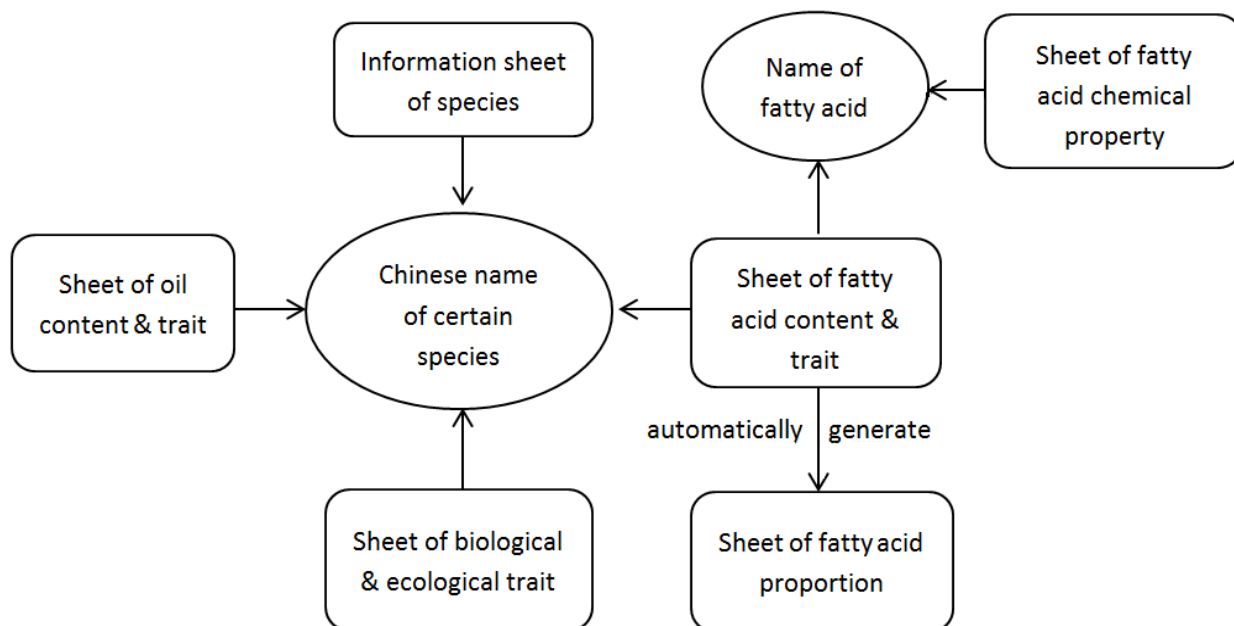 Information sheet
of species
Name of
fatty acid
Sheet of fatty
acid chemical
property
Sheet of oil
content & trait
Chinese name
of certain
species
Sheet of fatty
acid content &
trait
automatically generate
Sheet of biological
& ecological trait
Sheet of fatty acid
proportion